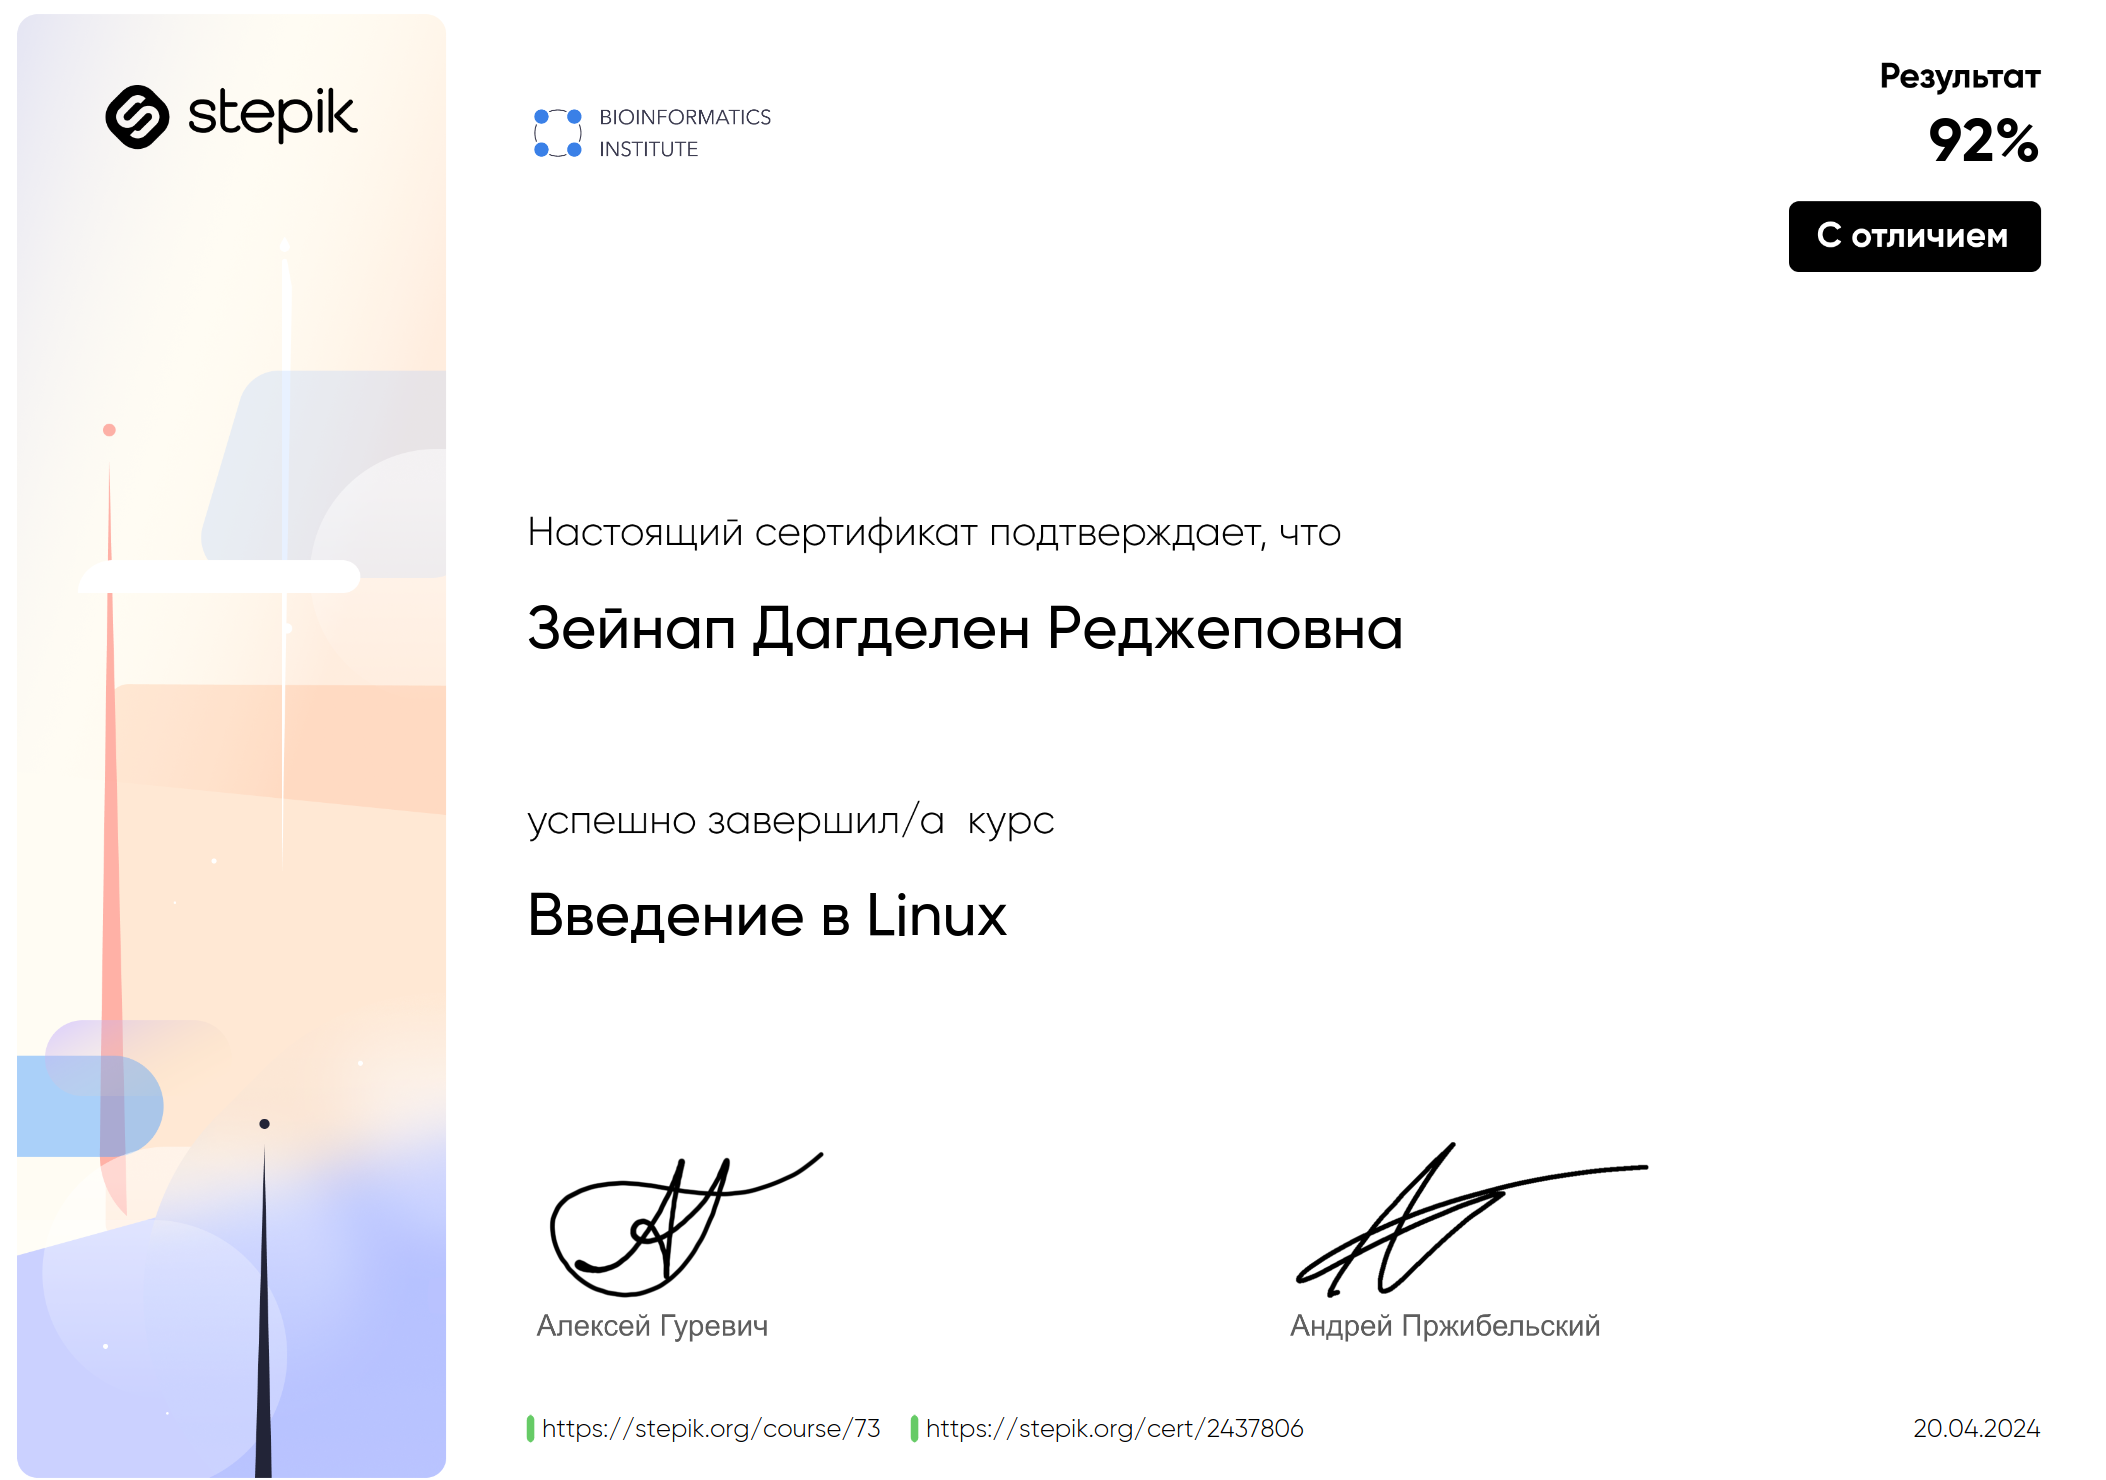 stepik
BIOINFORMATICS
INSTITUTE
Результат
92%
С отличием
Настоящий сертификат подтверждает, что
Зейнап Дагделен Реджеповна
успешно завершил/а курс
Введение в Linux
Алексей Гуревич
Андрей Пржибельский
https://stepik.org/course/73
https://stepik.org/cert/2437806
20.04.2024